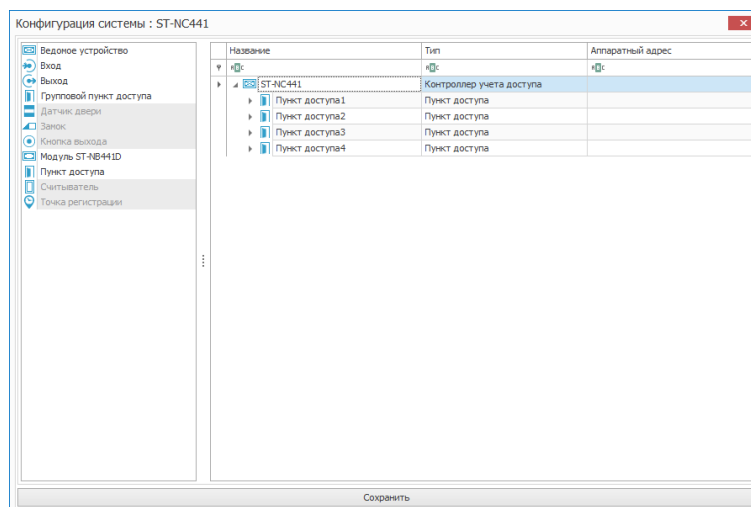 Конфигурация системы : ST-NC441
Ведомое устройство
Вход
Выход
Групповой пункт доступа
Датчик двери
Замок
Кнопка выхода
Модуль ST-NB441D
Пункт доступа
Считыватель
Точка регистрации
Название Тип Аппаратный адрес
ST-NC441 Контроллер учета доступа
Пункт доступа1 Пункт доступа
Пункт доступа2 Пункт доступа
Пункт доступа3 Пункт доступа
Пункт доступа4 Пункт доступа
Сохранить